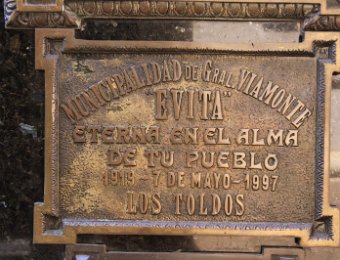 MUNICIPALIDAD DE GRAL. VIAMONTE
"EVITA"
ETERNA EN EL ALMA
DE TU PUEBLO
1919 - 7 DE MAYO - 1997
LOS TOLDOS